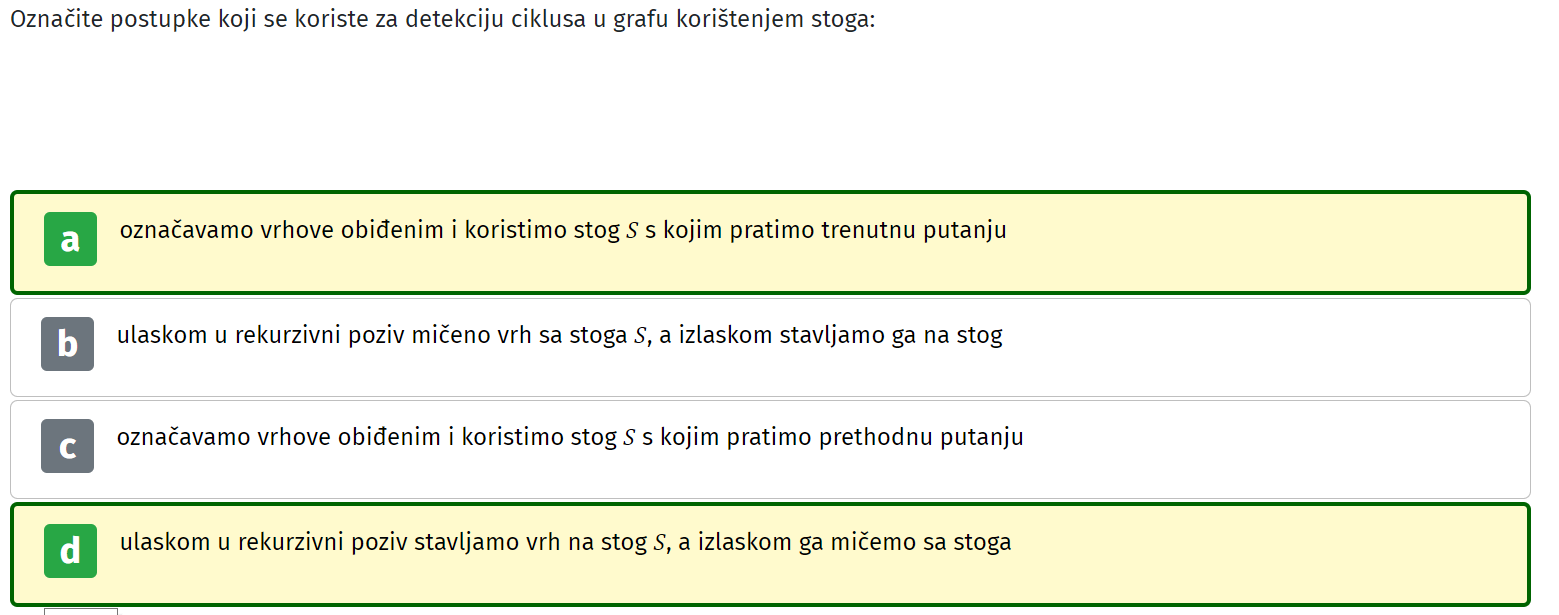 Označite postupke koji se koriste za detekciju ciklusa u grafu korištenjem stoga:
a označavamo vrhove obiđenim i koristimo stog S s kojim pratimo trenutnu putanju
b ulaskom u rekurzivni poziv mičeno vrh sa stoga S, a izlaskom stavljamo ga na stog
c označavamo vrhove obiđenim i koristimo stog S s kojim pratimo prethodnu putanju
d ulaskom u rekurzivni poziv stavljamo vrh na stog S, a izlaskom ga mičemo sa stoga